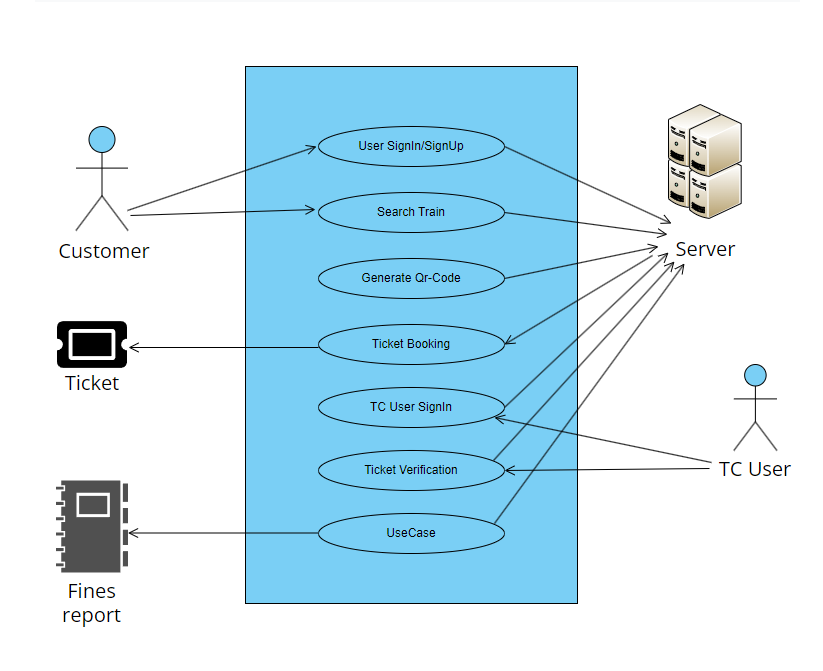 User SignIn/SignUp
Customer
Search Train
Server
Generate Qr-Code
Ticket Booking
Ticket
TC User SignIn
Ticket Verification
TC User
UseCase
Fines
report